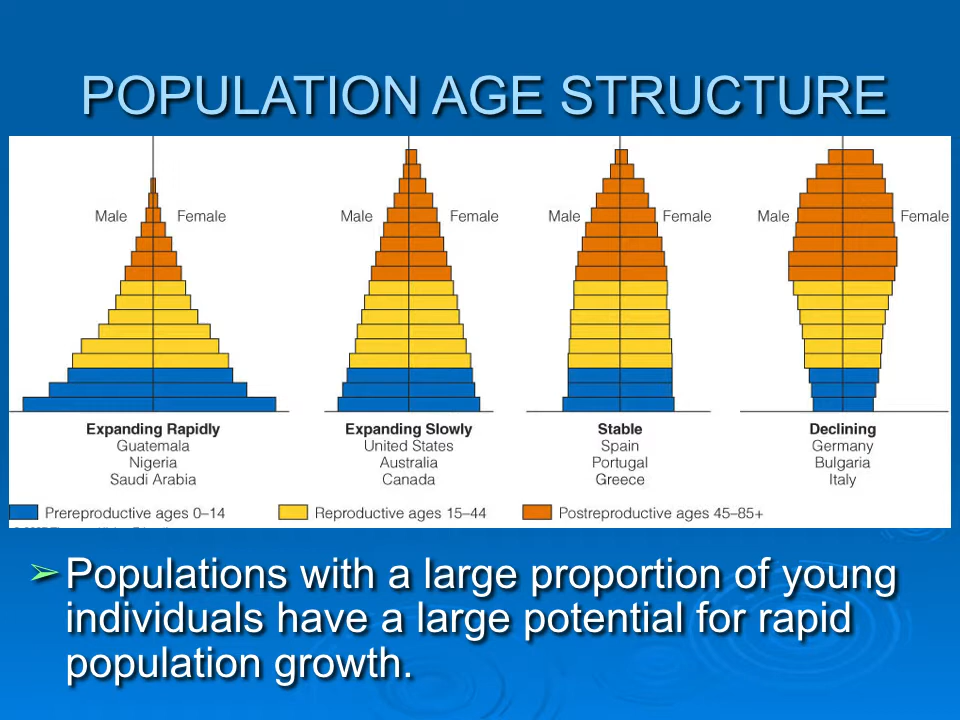 POPULATION AGE STRUCTURE
Male Female Male Female Male Female Male Female
Expanding Rapidly
Guatemala
Nigeria
Saudi Arabia
Expanding Slowly
United States
Australia
Canada
Stable
Spain
Portugal
Greece
Declining
Germany
Bulgaria
Italy
Prereproductive ages 0–14 Reproductive ages 15–44 Postreproductive ages 45–85+
➢ Populations with a large proportion of young
individuals have a large potential for rapid
population growth.